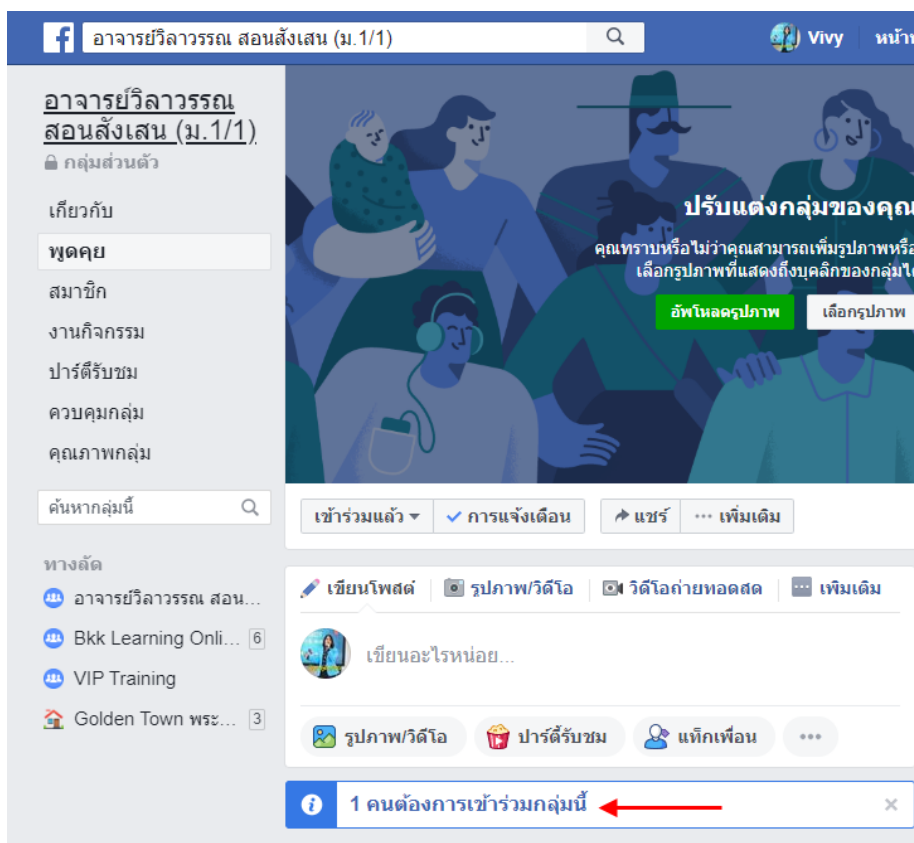 f อาจารย์วิลาวรรณ สอนสังเสน (ม.1/1)
Vivy
อาจารย์วิลาวรรณ
สอนสังเสน (ม.1/1)
กลุ่มส่วนตัว
เกี่ยวกับ
พูดคุย
สมาชิก
งานกิจกรรม
ปาร์ตี้รับชม
ควบคุมกลุ่ม
คุณภาพกลุ่ม
ค้นหากลุ่มนี้
ทางลัด
อาจารย์วิลาวรรณ สอน...
Bkk Learning Onli... 6
VIP Training
Golden Town พระ... 3
ปรับแต่งกลุ่มของคุณ
คุณทราบหรือไม่ว่าคุณสามารถเพิ่มรูปภาพหรือ
เลือกรูปภาพที่แสดงถึงบุคลิกของกลุ่มได้
อัพโหลดรูปภาพ เลือกรูปภาพ
เข้าร่วมแล้ว การแจ้งเตือน แชร์ ... เพิ่มเติม
เขียนโพสต์ รูปภาพ/วิดีโอ วิดีโอถ่ายทอดสด เพิ่มเติม
เขียนอะไรหน่อย...
รูปภาพ/วิดีโอ ปาร์ตี้รับชม แท็กเพื่อน ...
1 คนต้องการเข้าร่วมกลุ่มนี้